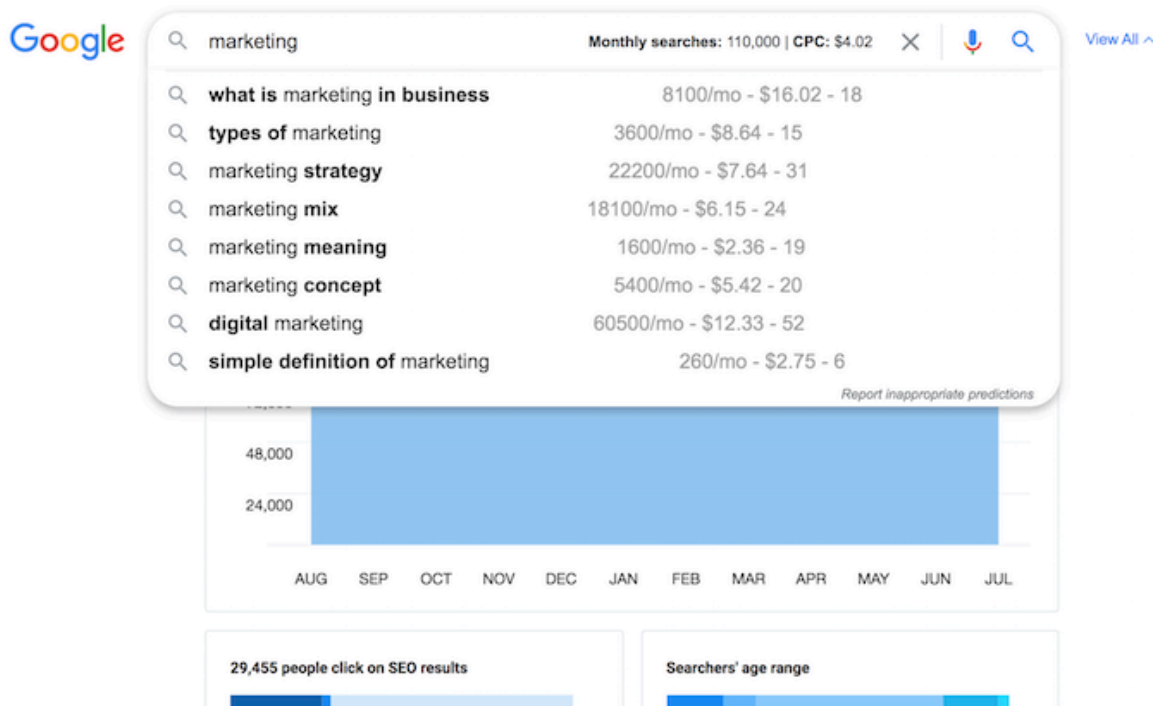 Google
marketing Monthly searches: 110,000 | CPC: $4.02 View All
what is marketing in business 8100/mo - $16.02 - 18
types of marketing 3600/mo - $8.64 - 15
marketing strategy 22200/mo - $7.64 - 31
marketing mix 18100/mo - $6.15 - 24
marketing meaning 1600/mo - $2.36 - 19
marketing concept 5400/mo - $5.42 - 20
digital marketing 60500/mo - $12.33 - 52
simple definition of marketing 260/mo - $2.75 - 6
Report inappropriate predictions
48,000
24,000
AUG SEP OCT NOV DEC JAN FEB MAR APR MAY JUN JUL
29,455 people click on SEO results
Searchers' age range